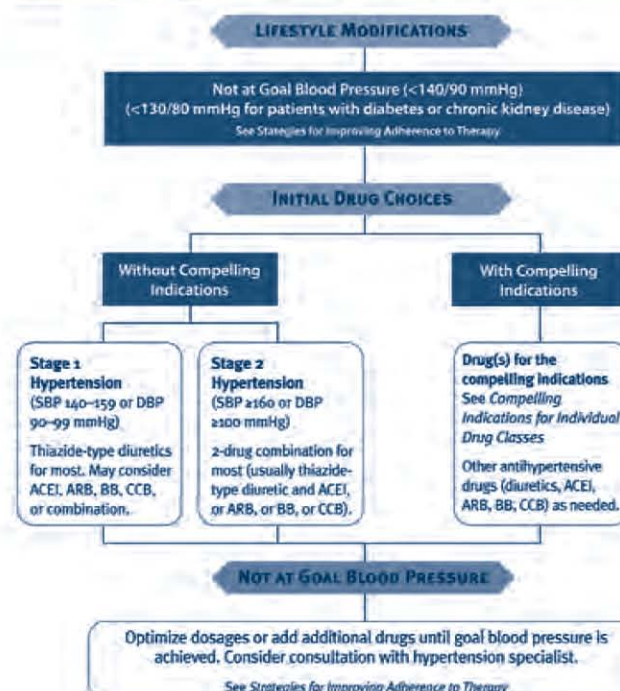 LIFESTYLE MODIFICATIONS
Not at Goal Blood Pressure (<140/90 mmHg)
(<130/80 mmHg for patients with diabetes or chronic kidney disease)
See Stategies for Improving Adherence to Therapy
INITIAL DRUG CHOICES
Without Compelling
Indications
With Compelling
Indications
Stage 1
Hypertension
(SBP 140–159 or DBP
90–99 mmHg)
Thiazide-type diuretics
for most. May consider
ACEI, ARB, BB, CCB,
or combination.
Stage 2
Hypertension
(SBP ≥160 or DBP
≥100 mmHg)
2-drug combination for
most (usually thiazide-
type diuretic and ACEI,
or ARB, or BB, or CCB).
Drug(s) for the
compelling indications
See Compelling
Indications for Individual
Drug Classes
Other antihypertensive
drugs (diuretics, ACEI,
ARB, BB, CCB) as needed.
NOT AT GOAL BLOOD PRESSURE
Optimize dosages or add additional drugs until goal blood pressure is
achieved. Consider consultation with hypertension specialist.
See Strategies for Improving Adherence to Therapy